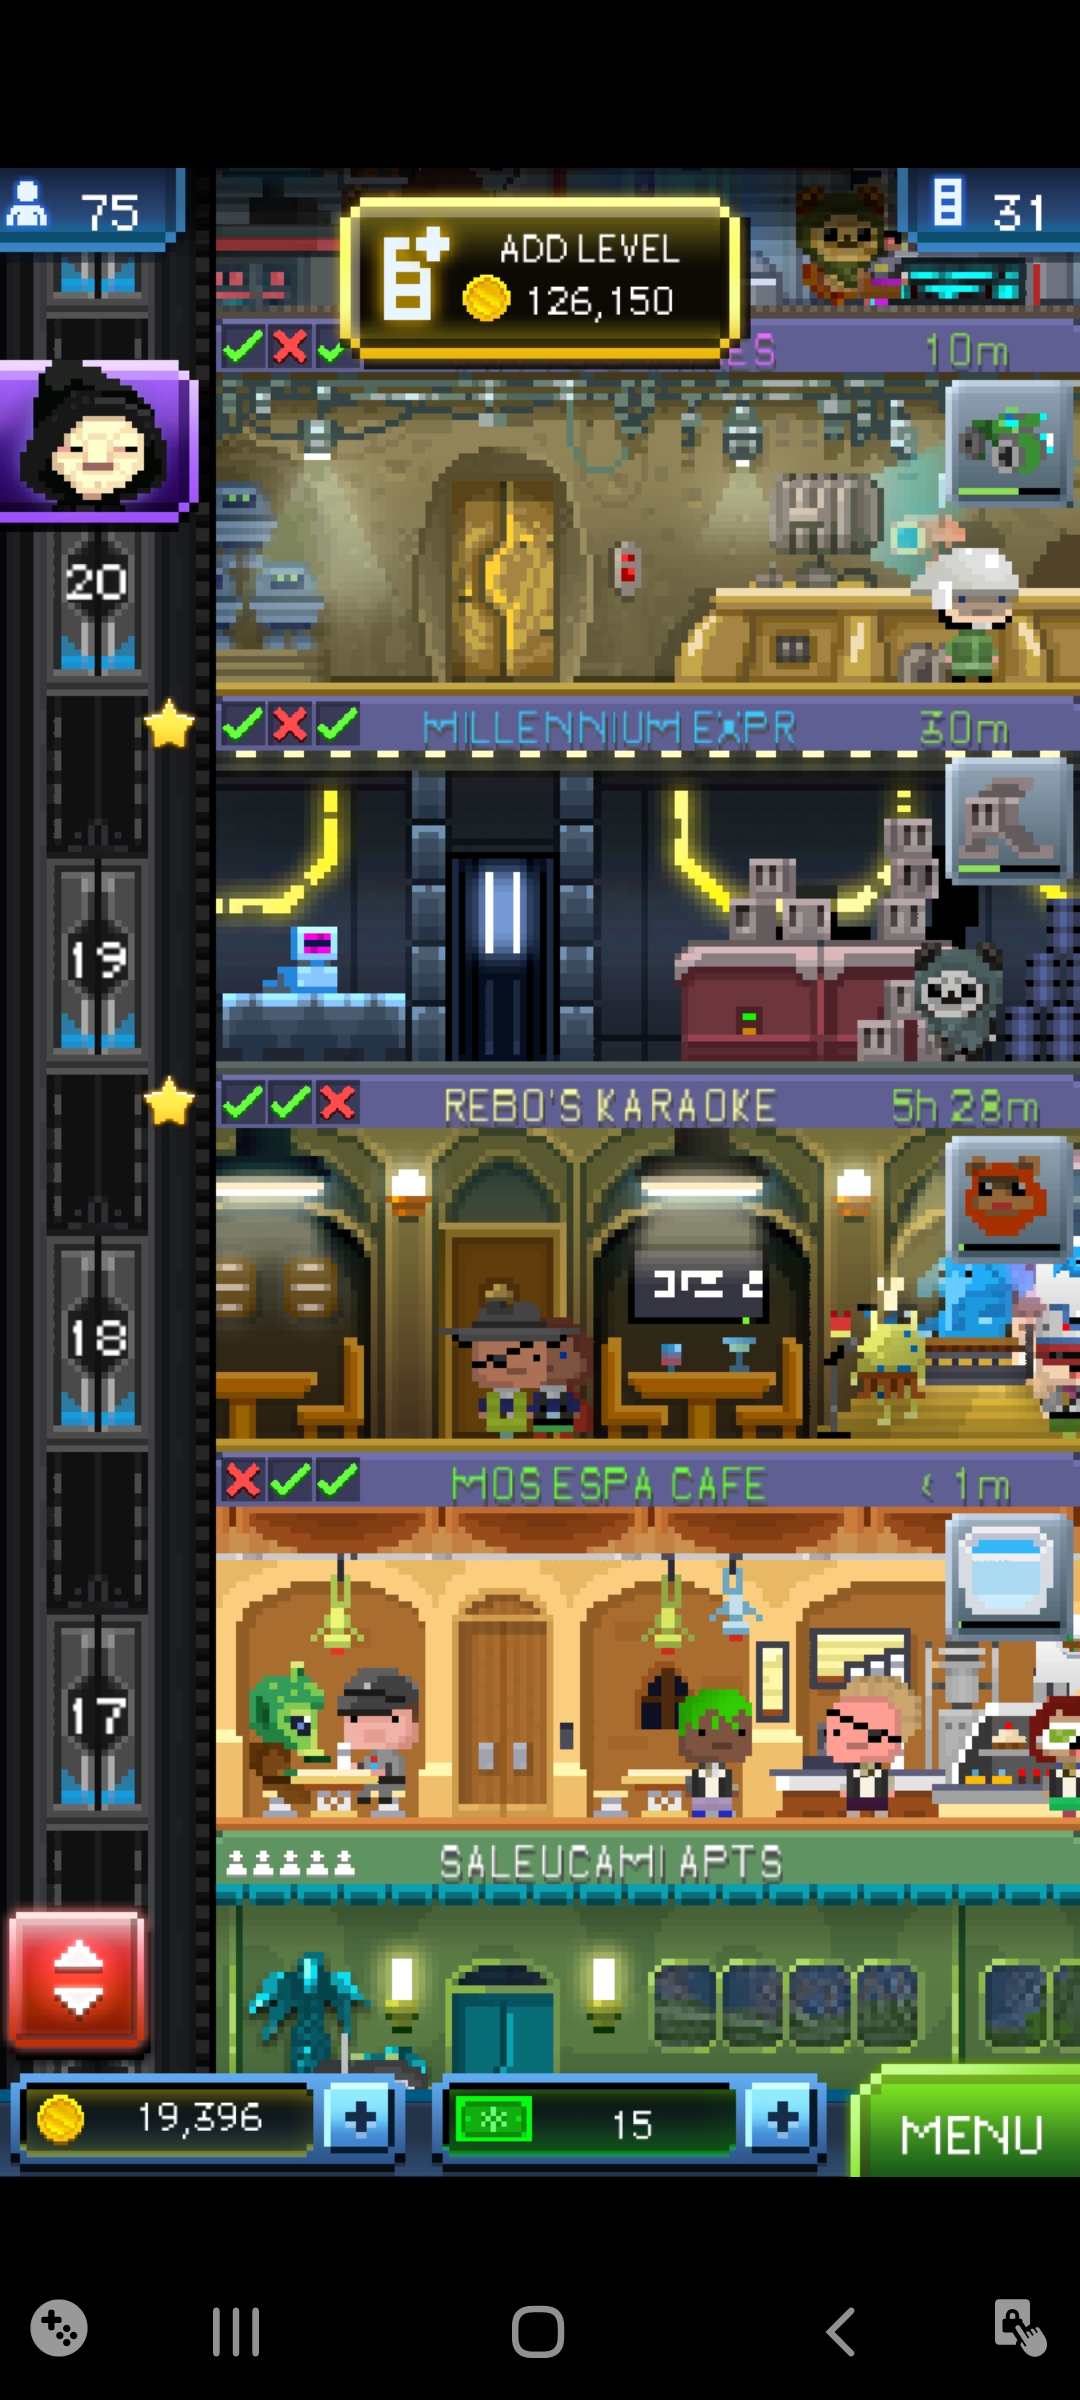 75
31
ADD LEVEL
126,150
ES 10m
20
MILLENNIUM EXPR 30m
19
REBO'S KARAOKE 5h 28m
18
MOS ESPA CAFE < 1m
17
SALEUCAMI APTS
19,396
15
MENU